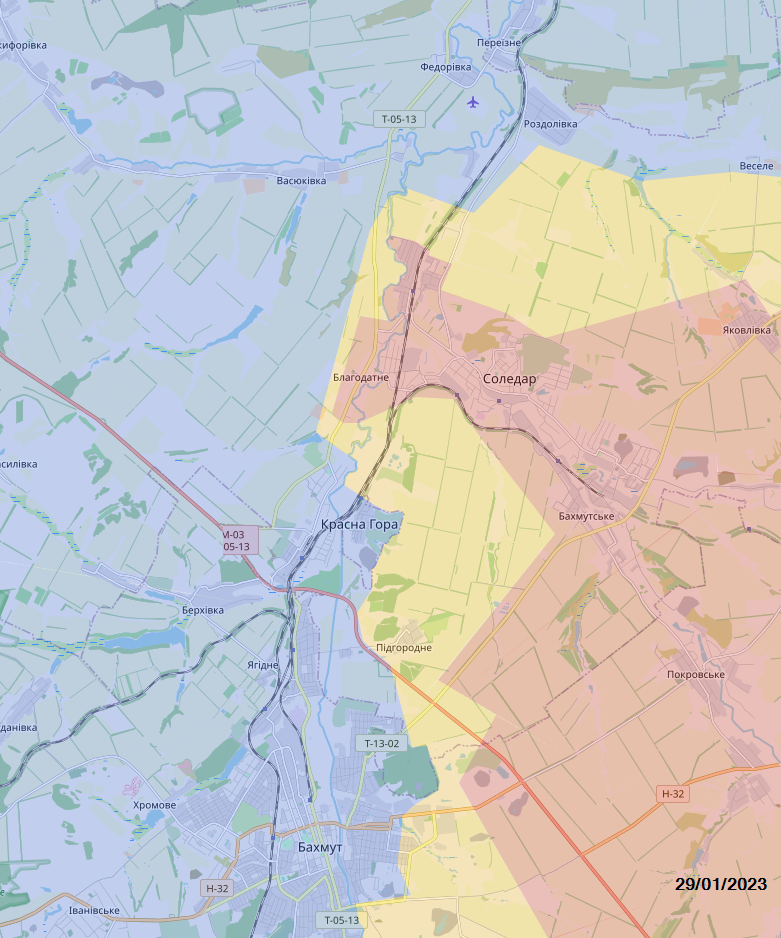 Переїзне
Федорівка
Т-05-13
Роздолівка
Веселе
Васюківка
Яковлівка
Благодатне
Соледар
Бахмутське
Красна Гора
М-03
05-13
Берхівка
Підгородне
Ягідне
Покровське
Т-13-02
Хромове
Н-32
Бахмут
29/01/2023
Н-32
Іванівське
Т-05-13